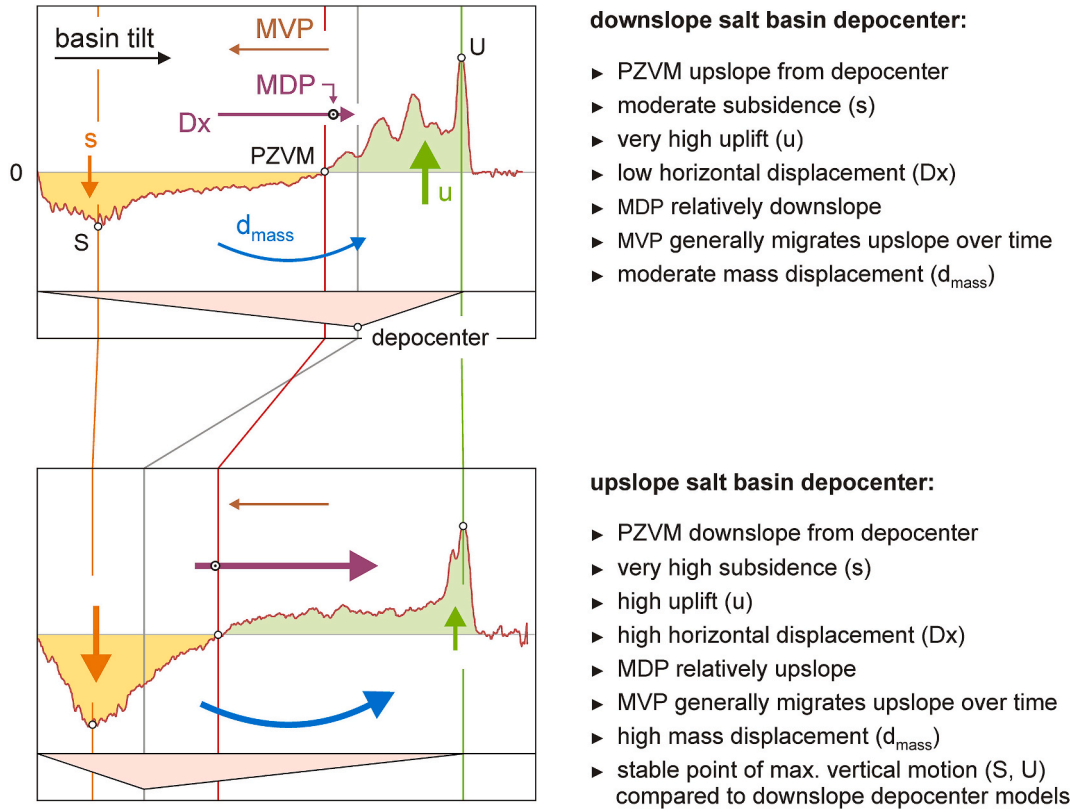 basin tilt
MVP
U
MDP
Dx
s
PZVM
0
u
S
d_mass
depocenter
downslope salt basin depocenter:
► PZVM upslope from depocenter
► moderate subsidence (s)
► very high uplift (u)
► low horizontal displacement (Dx)
► MDP relatively downslope
► MVP generally migrates upslope over time
► moderate mass displacement (d_mass)
upslope salt basin depocenter:
► PZVM downslope from depocenter
► very high subsidence (s)
► high uplift (u)
► high horizontal displacement (Dx)
► MDP relatively upslope
► MVP generally migrates upslope over time
► high mass displacement (d_mass)
► stable point of max. vertical motion (S, U)
compared to downslope depocenter models